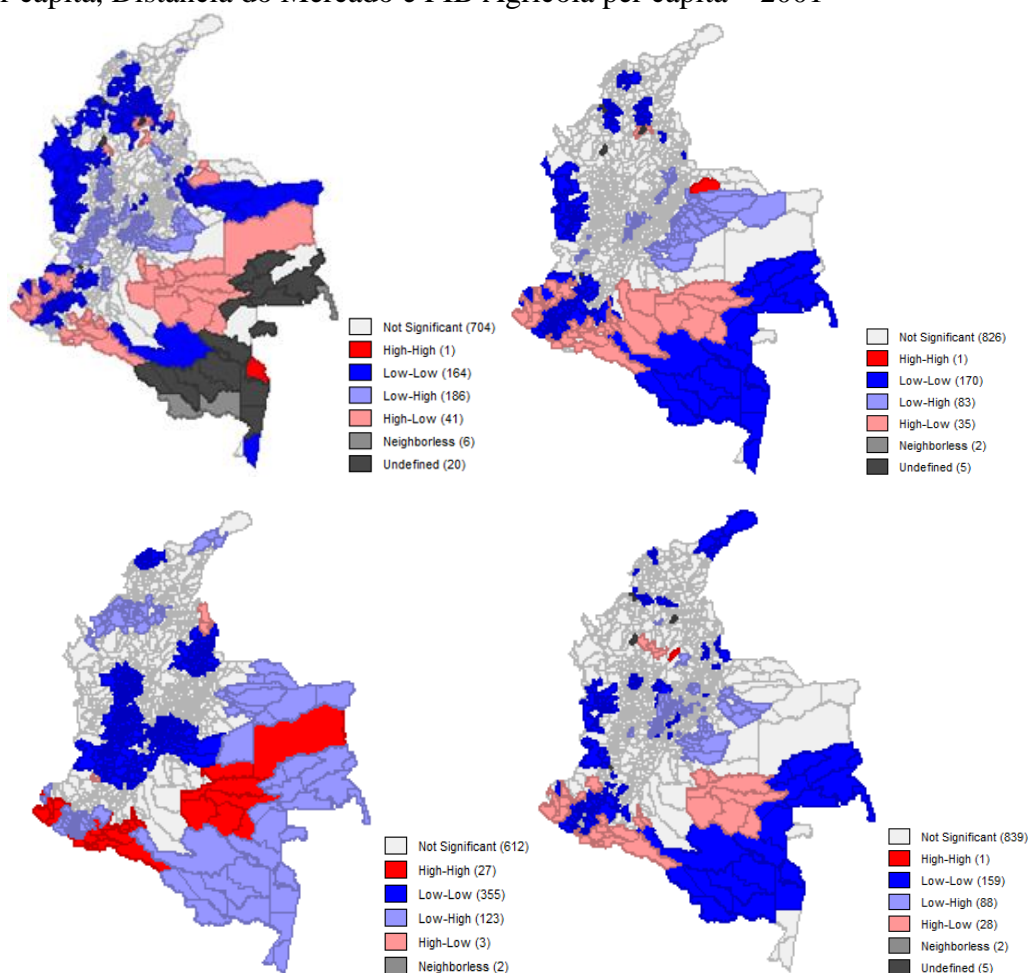 capita, Distância do Mercado e PIB Agrícola per capita – 2001
Not Significant (704)
High-High (1)
Low-Low (164)
Low-High (186)
High-Low (41)
Neighborless (6)
Undefined (20)
Not Significant (826)
High-High (1)
Low-Low (170)
Low-High (83)
High-Low (35)
Neighborless (2)
Undefined (5)
Not Significant (612)
High-High (27)
Low-Low (355)
Low-High (123)
High-Low (3)
Neighborless (2)
Not Significant (839)
High-High (1)
Low-Low (159)
Low-High (88)
High-Low (28)
Neighborless (2)
Undefined (5)